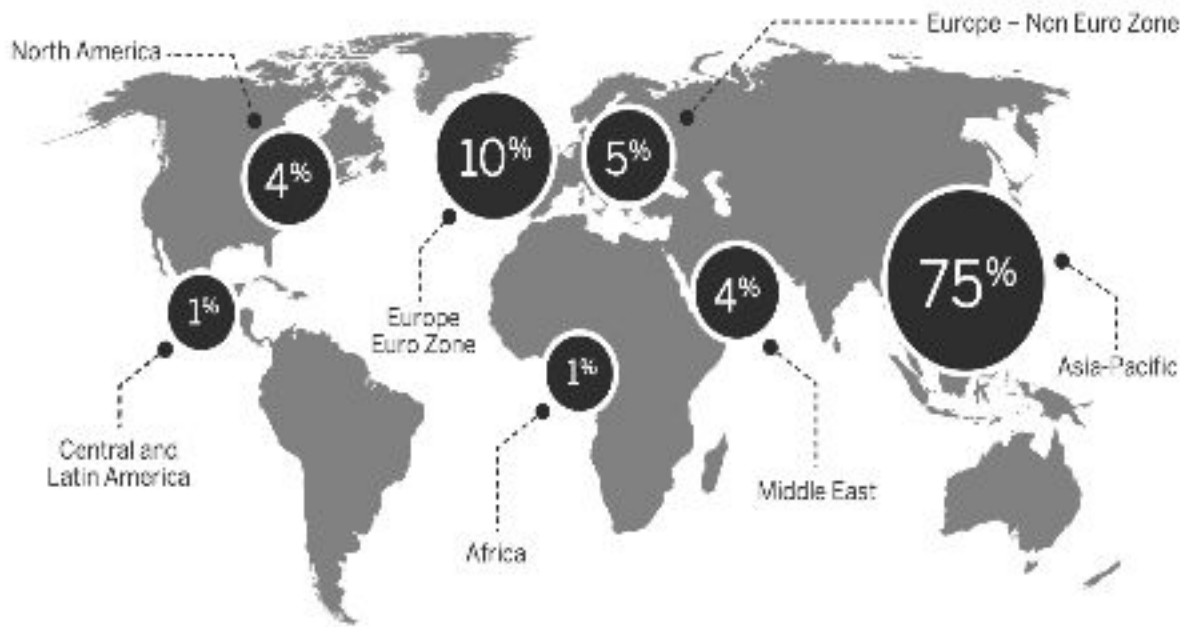 North America
Europe – Non Euro Zone
4%
10%
5%
75%
1%
4%
Europe
Euro Zone
1%
Asia-Pacific
Central and
Latin America
Middle East
Africa